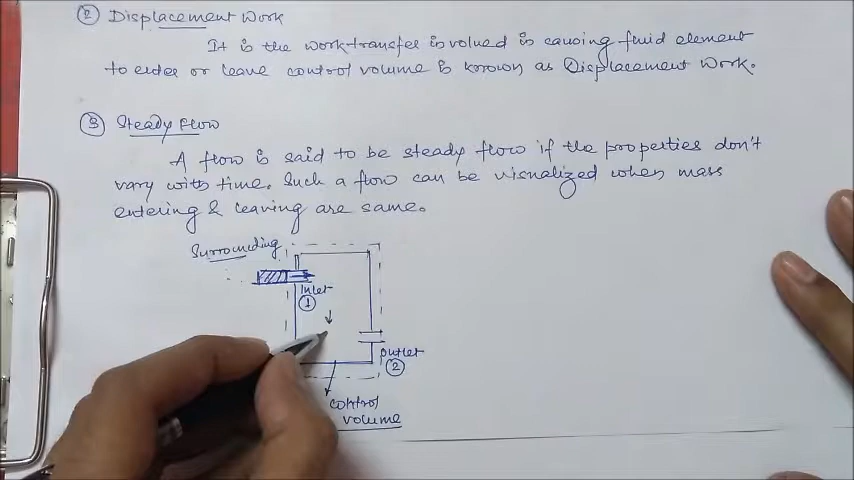 ② Displacement Work
It is the work transfer involved is causing fluid element
to enter or leave control volume is known as Displacement Work.
③ Steady Flow
A flow is said to be steady flow if the properties don't
vary with time. Such a flow can be visualized when mass
entering & leaving are same.
Surrounding
Inlet
①
Outlet
②
control
volume